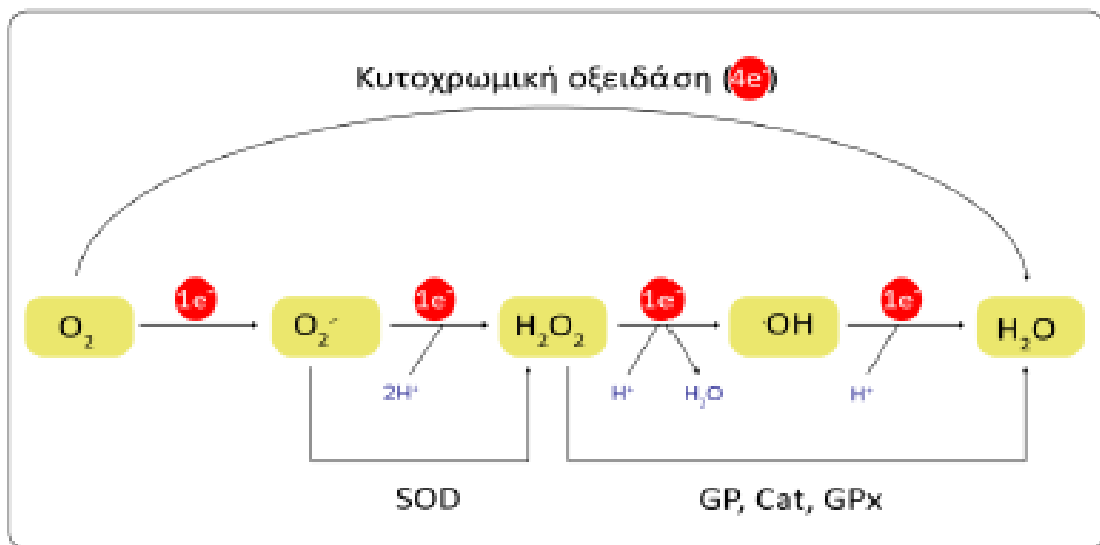 Κυτοχρωμική οξειδάση (4e⁻)
1e⁻ 1e⁻ 1e⁻ 1e⁻
O₂ O₂·⁻ H₂O₂ ·OH H₂O
2H⁺ H⁺ H₂O H⁺
SOD GP, Cat, GPx